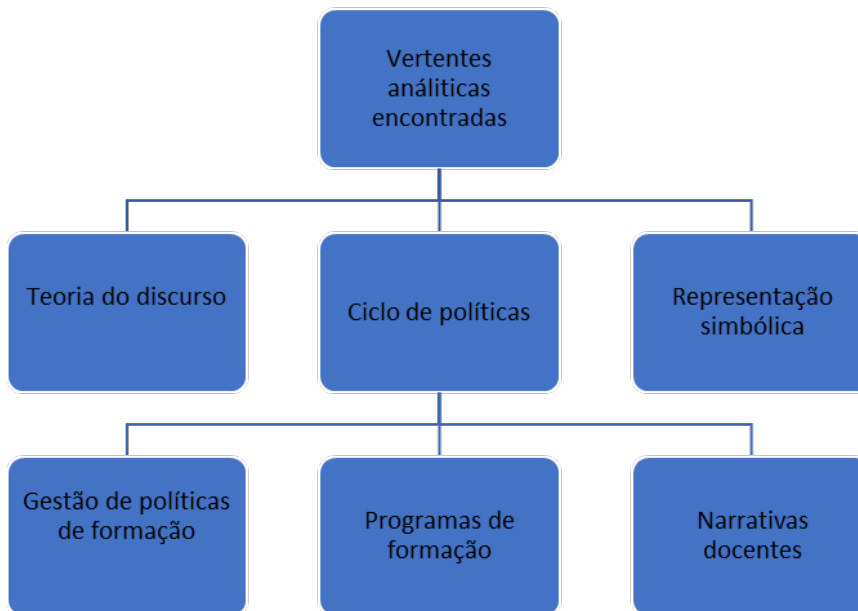 Vertentes
análiticas
encontradas
Teoria do discurso
Ciclo de políticas
Representação
simbólica
Gestão de políticas
de formação
Programas de
formação
Narrativas
docentes